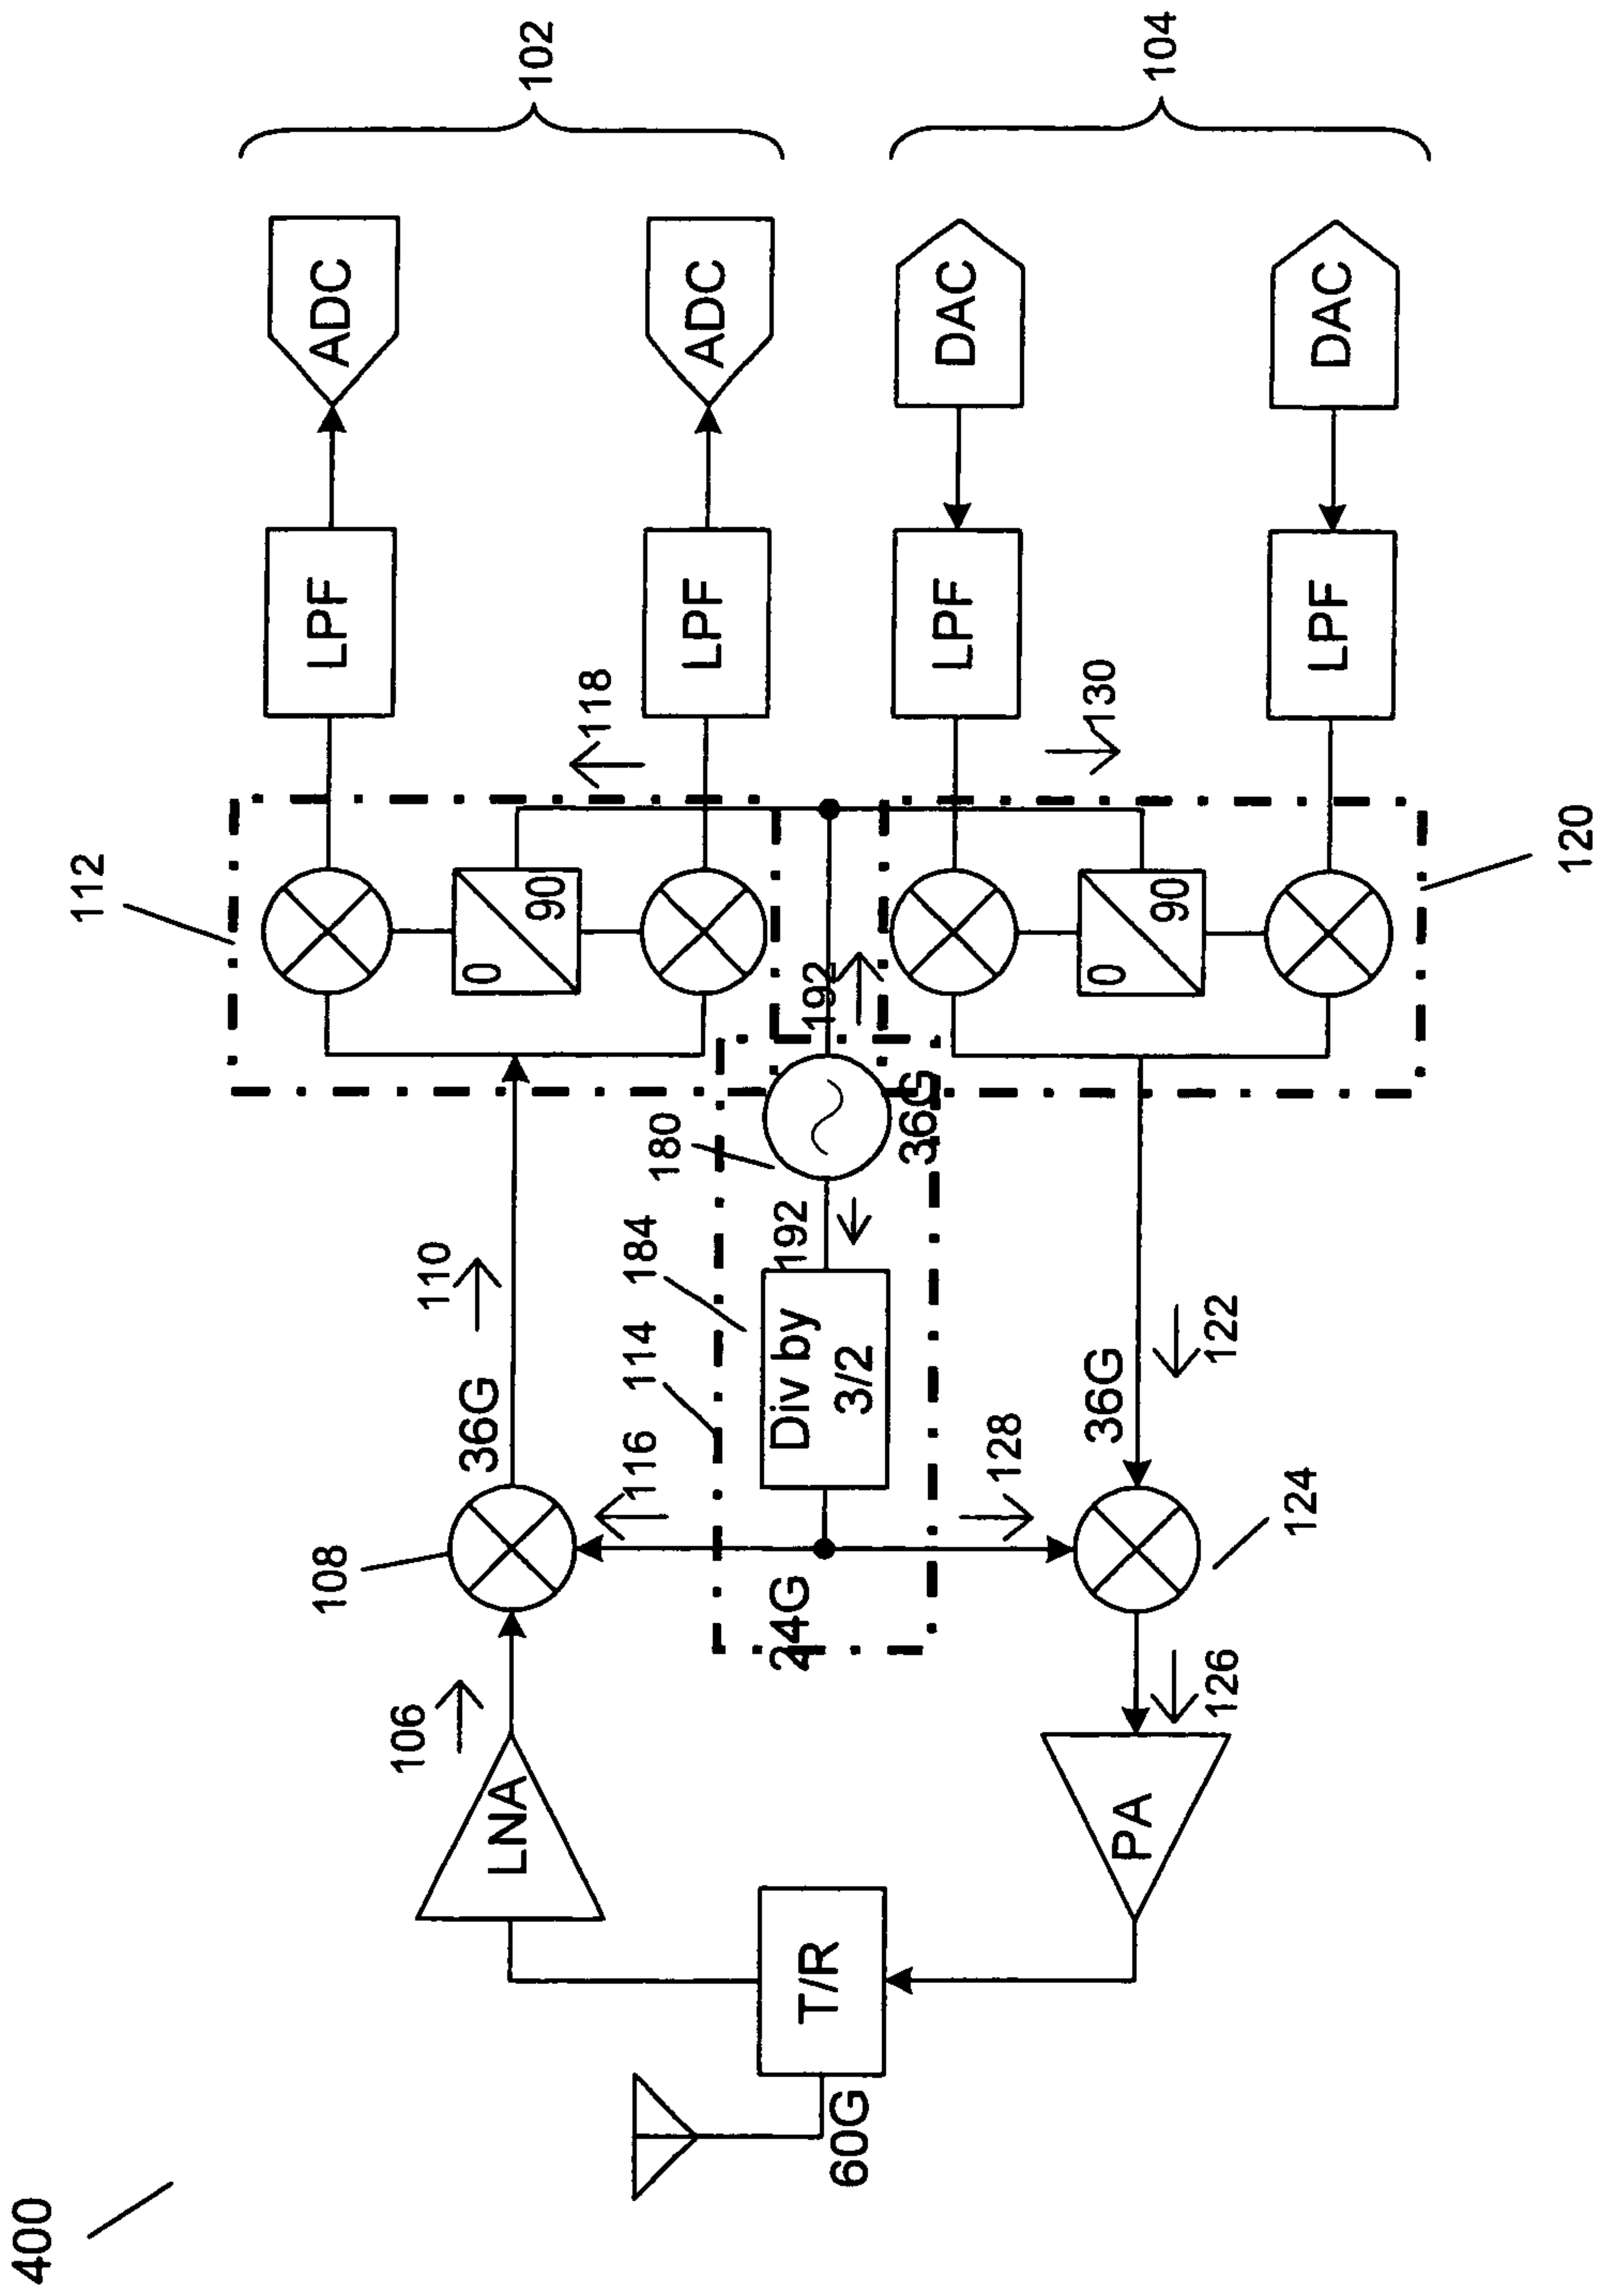 400
102
104
ADC
ADC
DAC
DAC
LPF
LPF
LPF
LPF
118
130
112
120
0
90
0
90
192
36G
180
192
184
Div by
3/2
114
110
36G
116
128
36G
122
108
124
24G
106
126
LNA
PA
T/R
60G